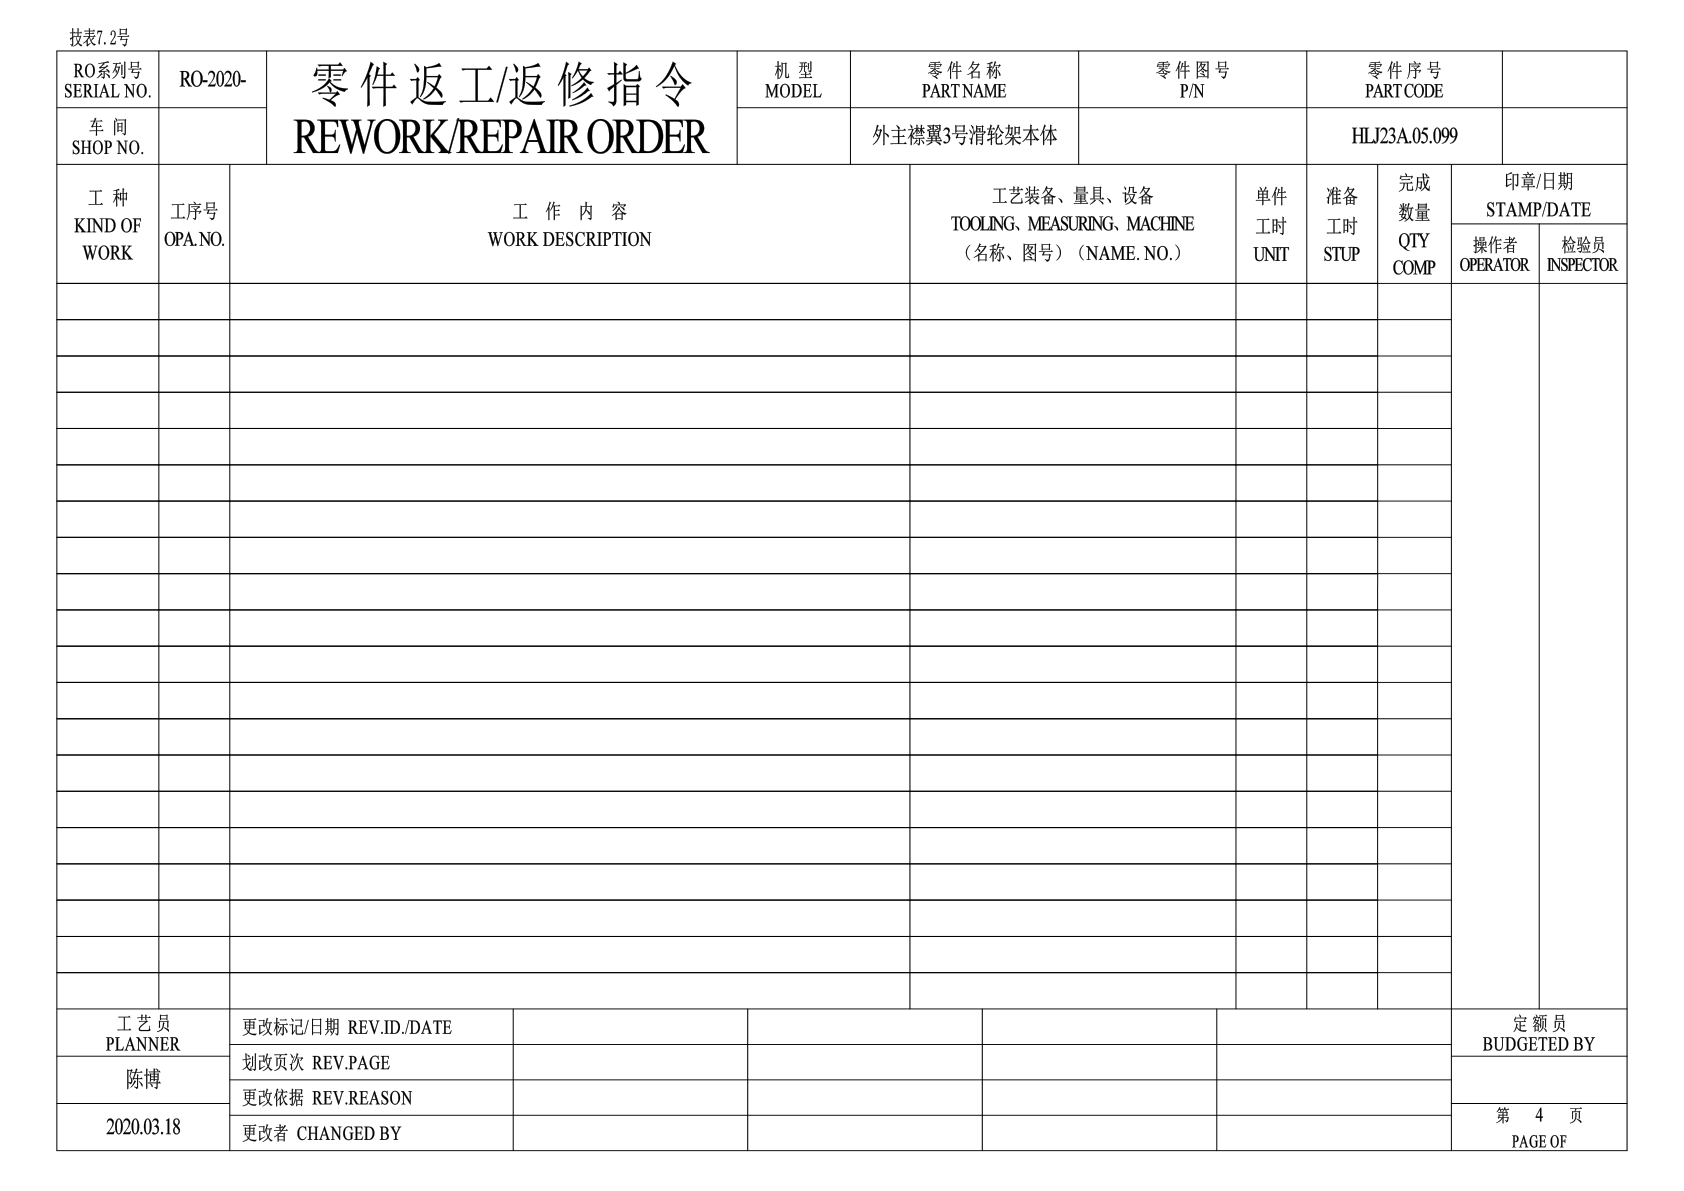 技表7.2号
RO系列号
SERIAL NO.
RO-2020-
零件返工/返修指令
REWORK/REPAIR ORDER
机 型
MODEL
零件名称
PART NAME
零件图号
P/N
零件序号
PART CODE
车 间
SHOP NO.
外主襟翼3号滑轮架本体
HLJ23A.05.099
工 种
KIND OF
WORK
工序号
OPA. NO.
工 作 内 容
WORK DESCRIPTION
工艺装备、量具、设备
TOOLING、MEASURING、MACHINE
（名称、图号）（NAME. NO.）
单件
工时
UNIT
准备
工时
STUP
完成
数量
QTY
COMP
印章/日期
STAMP/DATE
操作者
OPERATOR
检验员
INSPECTOR
工艺员
PLANNER
陈博
2020.03.18
更改标记/日期 REV.ID./DATE
划改页次 REV.PAGE
更改依据 REV.REASON
更改者 CHANGED BY
定额员
BUDGETED BY
第 4 页
PAGE OF